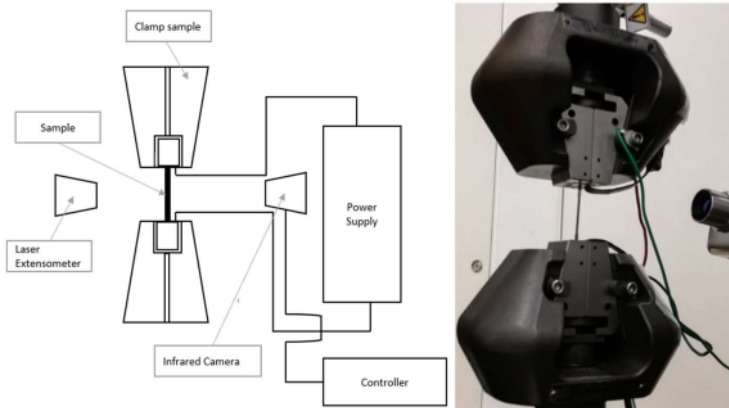 Clamp sample
Sample
Power
Supply
Laser
Extensometer
Infrared Camera
Controller